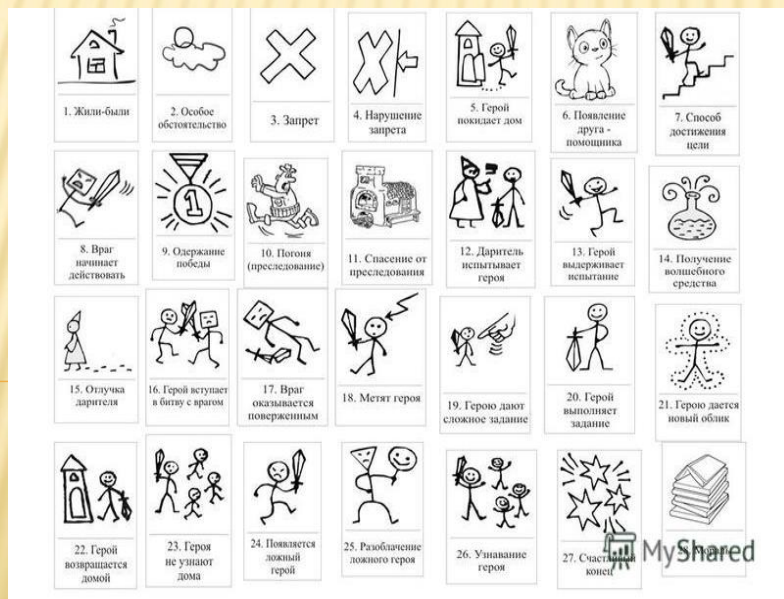 1. Жили-были
2. Особое
обстоятельство
3. Запрет
4. Нарушение
запрета
5. Герой
покидает дом
6. Появление
друга -
помощника
7. Способ
достижения
цели
8. Враг
начинает
действовать
1
9. Одержание
победы
10. Погоня
(преследование)
11. Спасение от
преследования
12. Даритель
испытывает
героя
13. Герой
выдерживает
испытание
14. Получение
волшебного
средства
15. Отлучка
дарителя
16. Герой вступает
в битву с врагом
17. Враг
оказывается
поверженным
18. Метят героя
19. Герою дают
сложное задание
20. Герой
выполняет
задание
21. Герою дается
новый облик
22. Герой
возвращается
домой
23. Героя
не узнают
дома
24. Появляется
ложный
герой
25. Разоблачение
ложного героя
26. Узнавание
героя
27. Счастливый
конец
28.
MyShared